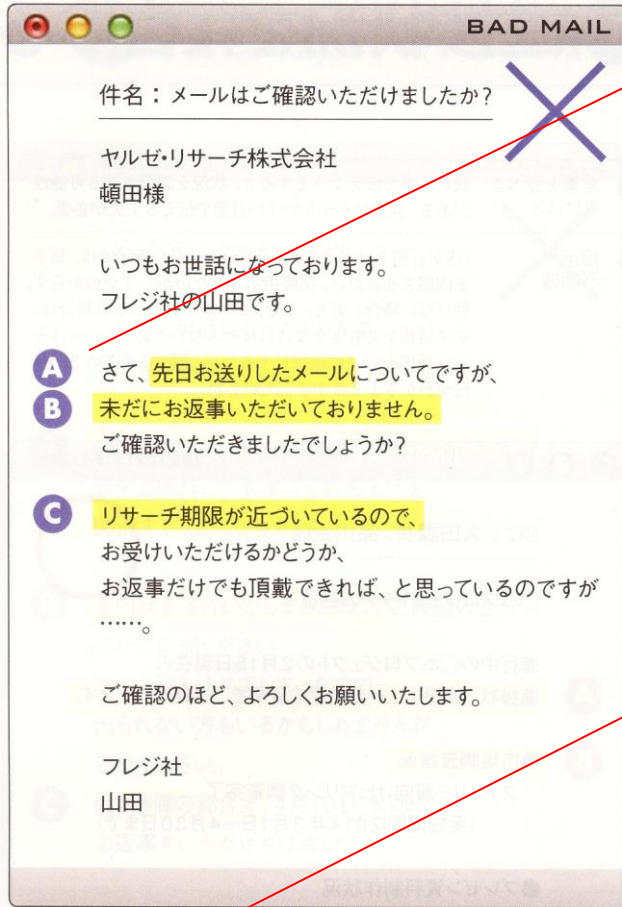 BAD MAIL
件名：メールはご確認いただけましたか？
ヤルゼ・リサーチ株式会社
頓田様
いつもお世話になっております。
フレジ社の山田です。
A さて、先日お送りしたメールについてですが、
B 未だにお返事いただいておりません。
ご確認いただきましたでしょうか？
C リサーチ期限が近づいているので、
お受けいただけるかどうか、
お返事だけでも頂戴できれば、と思っているのですが
……。
ご確認のほど、よろしくお願いいたします。
フレジ社
山田